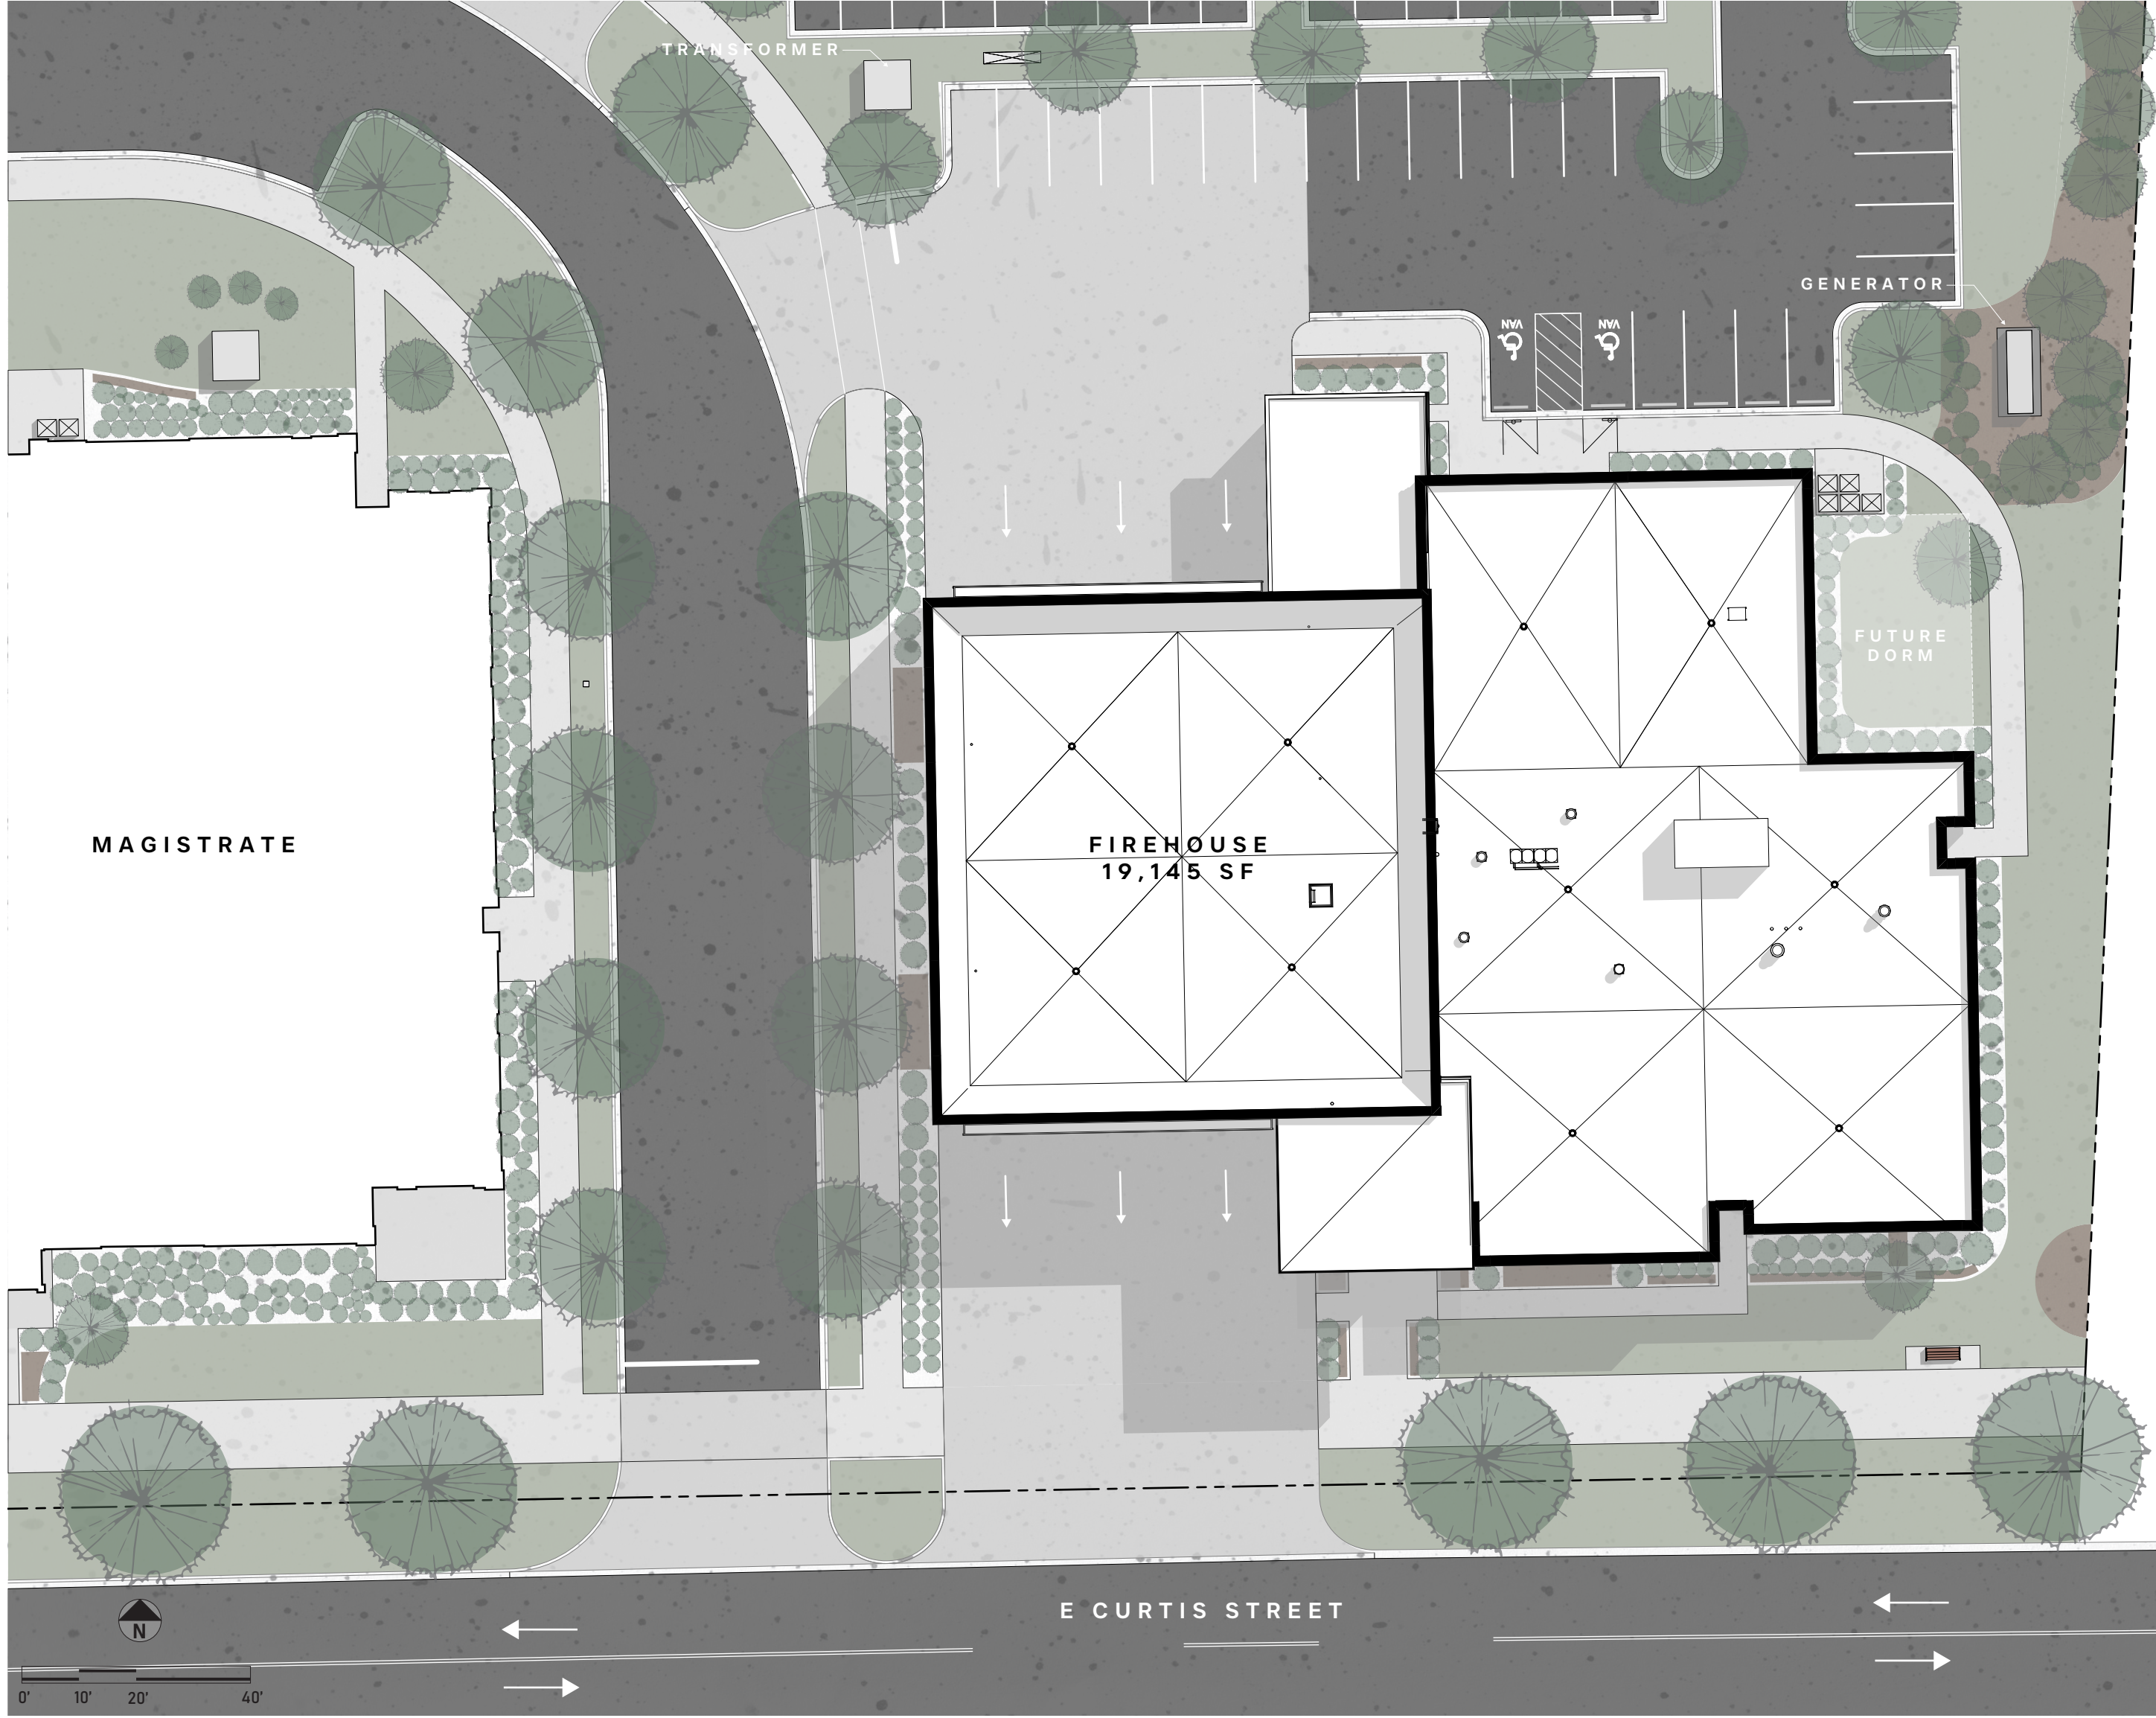 TRANSFORMER
GENERATOR
VAN
VAN
FUTURE
DORM
MAGISTRATE
FIREHOUSE
19,145 SF
E CURTIS STREET
N
0' 10' 20' 40'